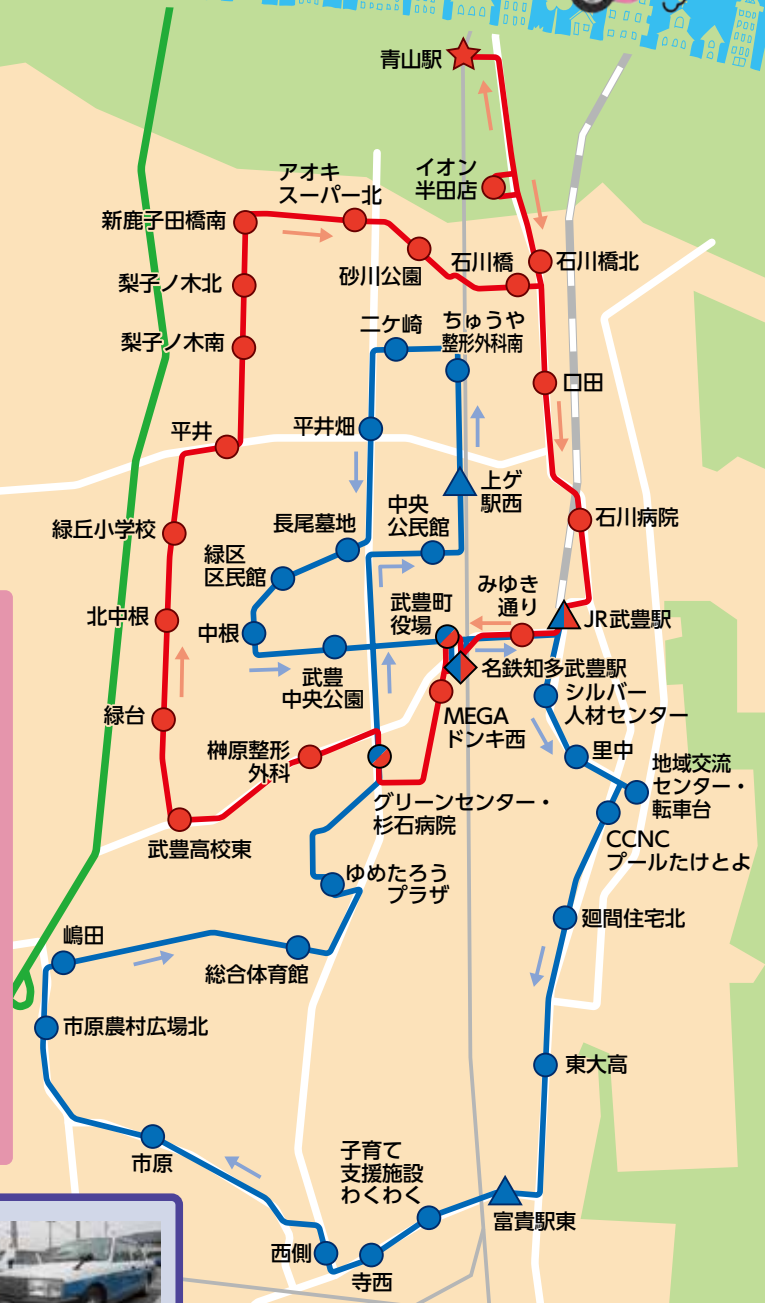 青山駅
イオン
半田店
アオキ
スーパー北
新鹿子田橋南
砂川公園
石川橋
石川橋北
梨子ノ木北
梨子ノ木南
二ケ崎
ちゅうや
整形外科南
口田
平井
平井畑
上ゲ
駅西
緑丘小学校
長尾墓地
中央
公民館
石川病院
緑区
区民館
北中根
中根
武豊町
役場
みゆき
通り
JR武豊駅
武豊
中央公園
名鉄知多武豊駅
シルバー
人材センター
緑台
MEGA
ドンキ西
榊原整形
外科
里中
地域交流
センター・
転車台
グリーンセンター・
杉石病院
武豊高校東
CCNC
プールたけとよ
ゆめたろう
プラザ
廻間住宅北
嶋田
総合体育館
市原農村広場北
東大高
市原
子育て
支援施設
わくわく
富貴駅東
西側
寺西